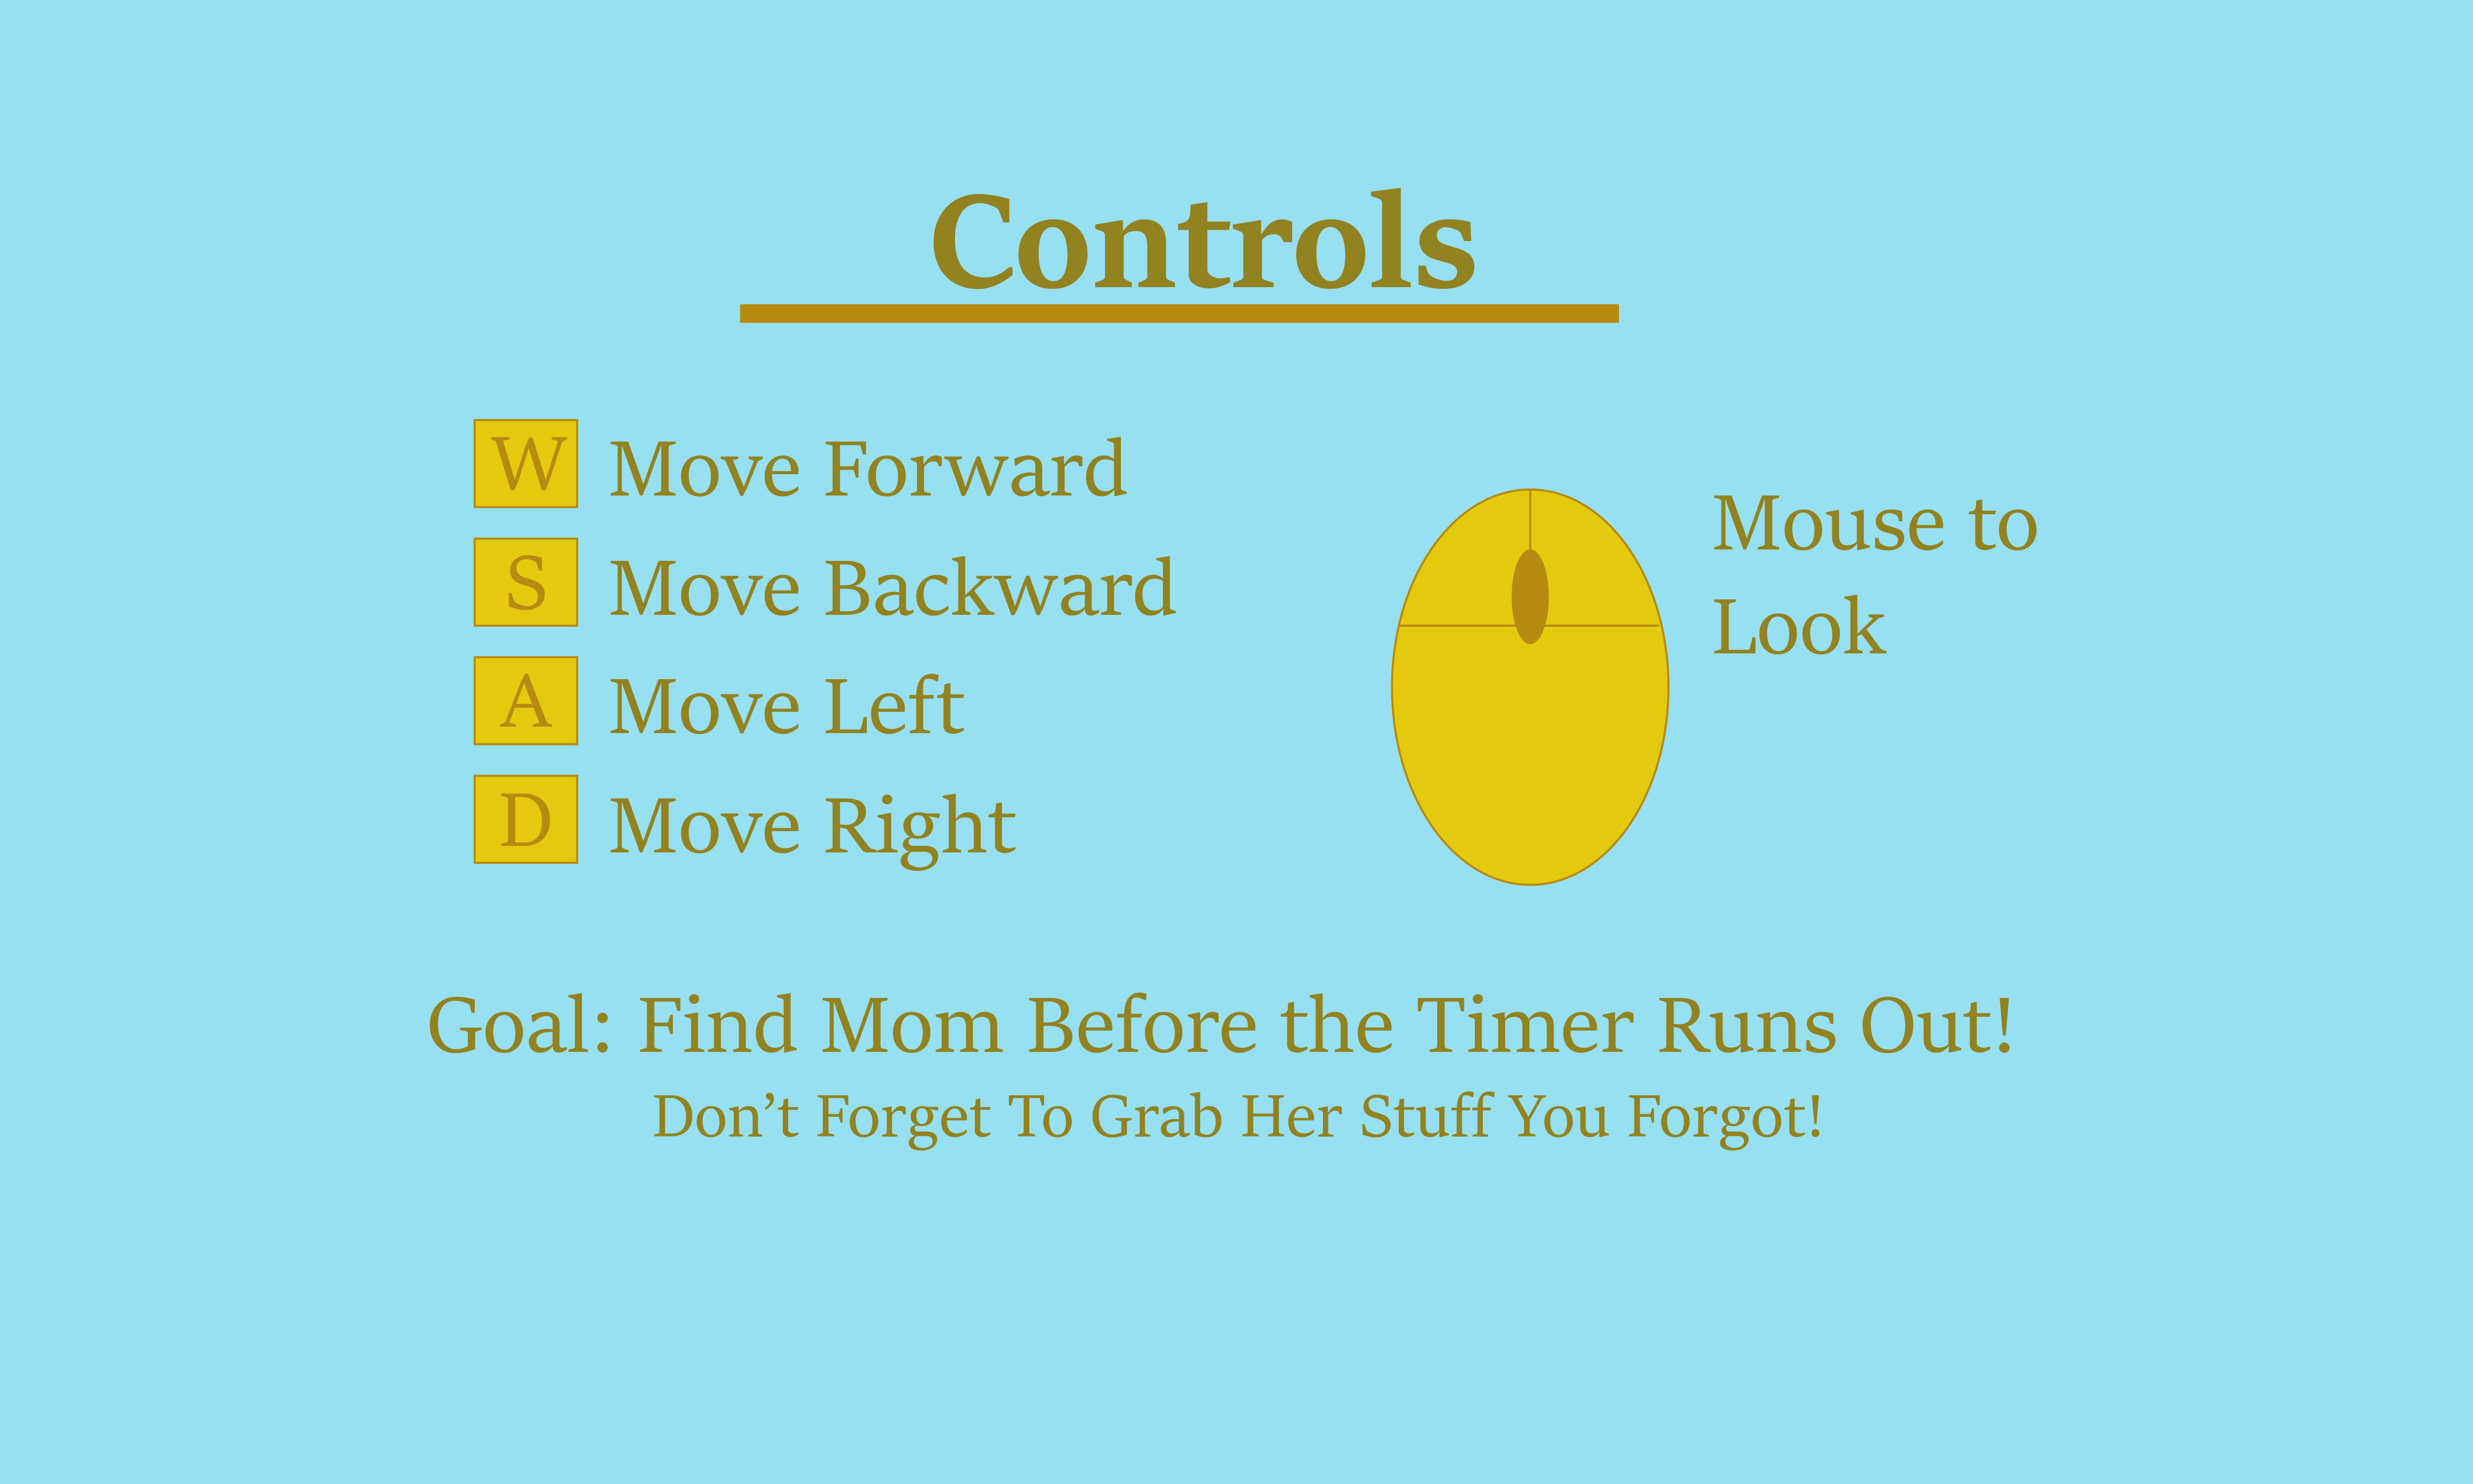 Controls
W Move Forward
S Move Backward
A Move Left
D Move Right
Mouse to
Look
Goal: Find Mom Before the Timer Runs Out!
Don’t Forget To Grab Her Stuff You Forgot!